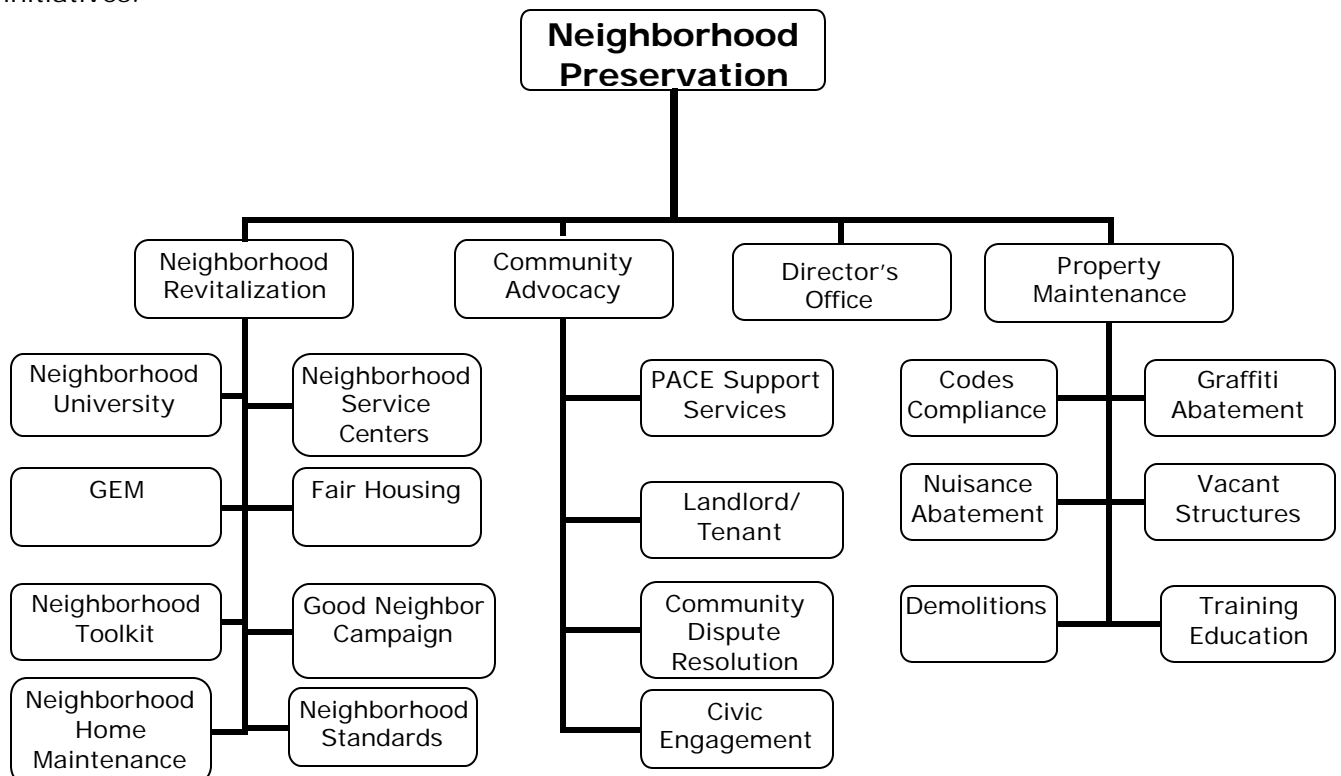 initiatives.
Neighborhood
Preservation
Neighborhood
Revitalization
Community
Advocacy
Director's
Office
Property
Maintenance
Neighborhood
University
Neighborhood
Service
Centers
PACE Support
Services
Codes
Compliance
Graffiti
Abatement
GEM
Fair Housing
Landlord/
Tenant
Nuisance
Abatement
Vacant
Structures
Neighborhood
Toolkit
Good Neighbor
Campaign
Community
Dispute
Resolution
Demolitions
Training
Education
Neighborhood
Home
Maintenance
Neighborhood
Standards
Civic
Engagement